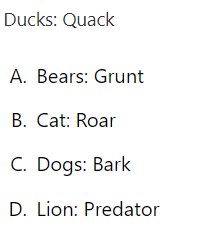 Ducks: Quack
A. Bears: Grunt
B. Cat: Roar
C. Dogs: Bark
D. Lion: Predator